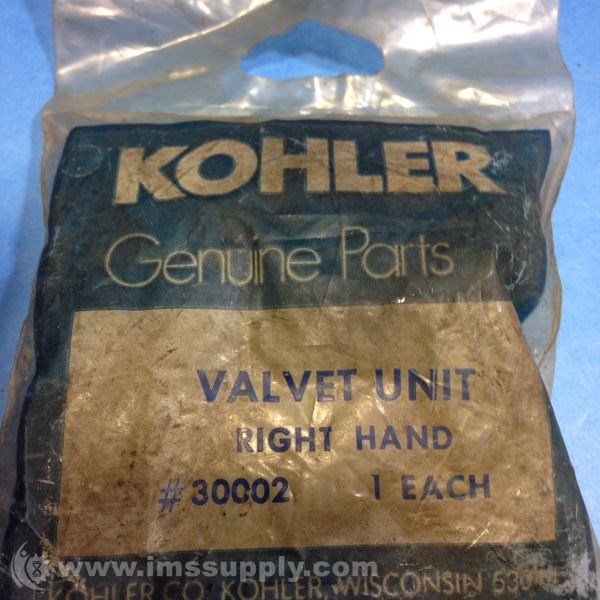 KOHLER
Genuine Parts
VALVET UNIT
RIGHT HAND
#30002 1 EACH
www.imssupply.com
KOHLER CO. KOHLER, WISCONSIN